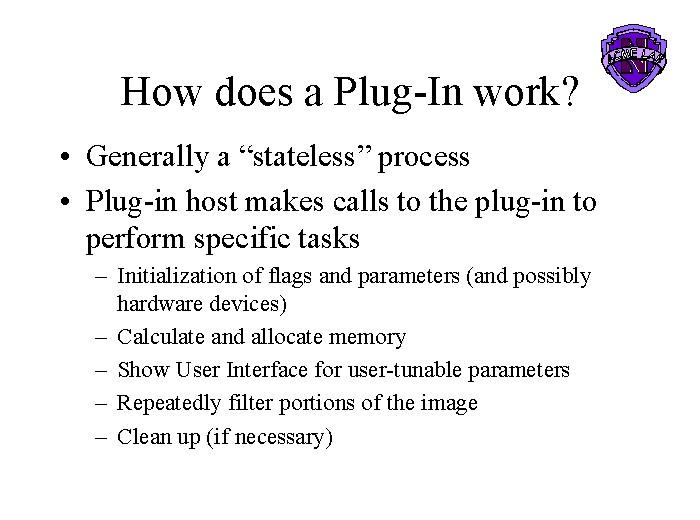 ACME LAB
N
How does a Plug-In work?
• Generally a “stateless” process
• Plug-in host makes calls to the plug-in to
perform specific tasks
– Initialization of flags and parameters (and possibly
hardware devices)
– Calculate and allocate memory
– Show User Interface for user-tunable parameters
– Repeatedly filter portions of the image
– Clean up (if necessary)